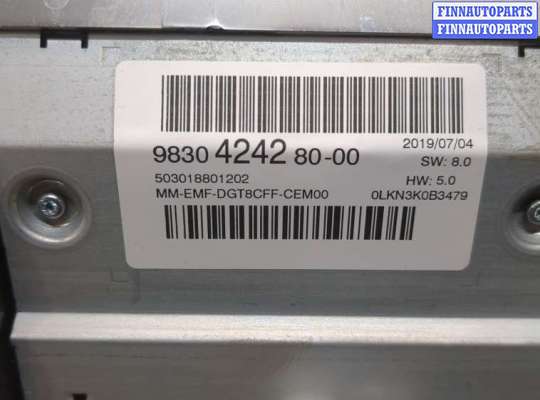 FINNAUTOPARTS
FINNAUTOPARTS
2019/07/04
9830 4242 80-00
SW: 8.0
503018801202
HW: 5.0
MM-EMF-DGT8CFF-CEM00 0LKN3K0B3479